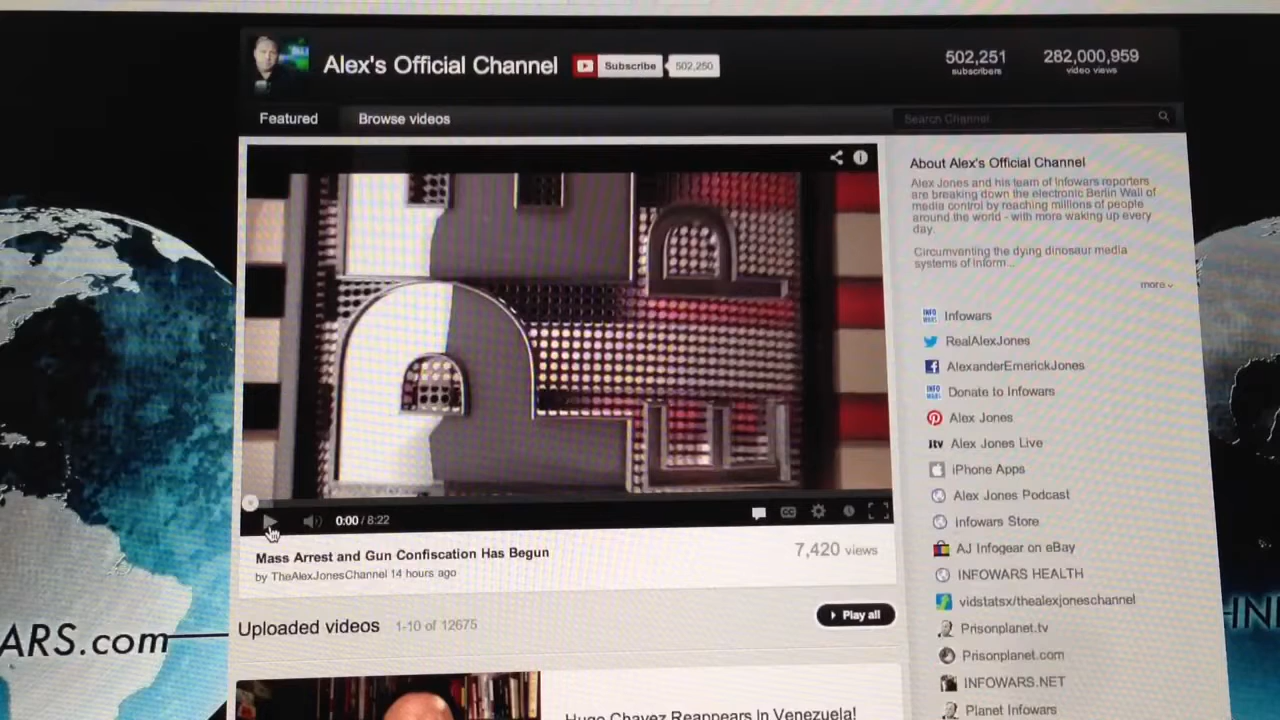 Alex's Official Channel
Subscribe
502,250
502,251
subscribers
282,000,959
video views
Featured
Browse videos
Search Channel
0:00 / 8:22
CC
Mass Arrest and Gun Confiscation Has Begun
by TheAlexJonesChannel 14 hours ago
7,420 views
Uploaded videos 1-10 of 12675
Play all
Hugo Chavez Reappears In Venezuela!
About Alex's Official Channel
Alex Jones and his team of Infowars reporters
are breaking down the electronic Berlin Wall of
media control by reaching millions of people
around the world - with more waking up every
day.
Circumventing the dying dinosaur media
systems of inform...
more
INFO
Infowars
RealAlexJones
AlexanderEmerickJones
INFO
Donate to Infowars
Alex Jones
itv Alex Jones Live
iPhone Apps
Alex Jones Podcast
Infowars Store
AJ Infogear on eBay
INFOWARS HEALTH
vidstatsx/thealexjoneschannel
Prisonplanet.tv
Prisonplanet.com
INFOWARS.NET
Planet Infowars
ARS.com